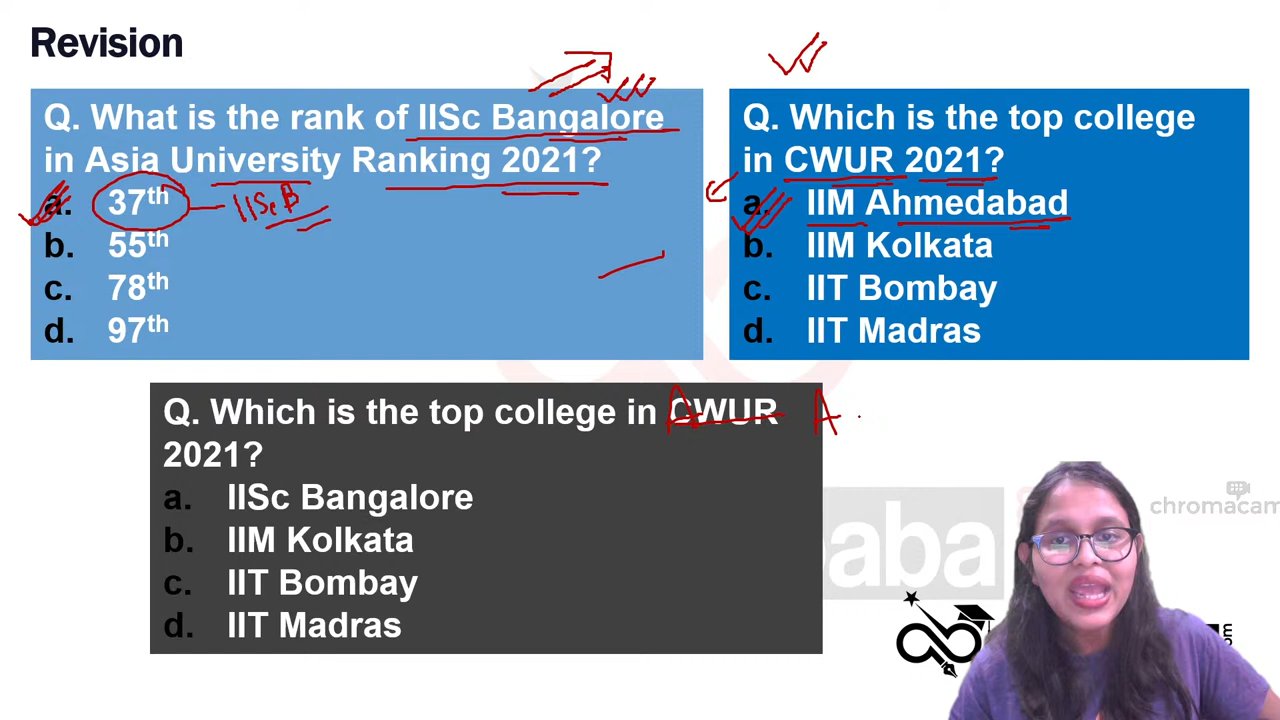 Revision
Q. What is the rank of IISc Bangalore
in Asia University Ranking 2021?
a. 37th IISc B
b. 55th
c. 78th
d. 97th
Q. Which is the top college
in CWUR 2021?
a. IIM Ahmedabad
b. IIM Kolkata
c. IIT Bombay
d. IIT Madras
Q. Which is the top college in CWUR A
2021?
a. IISc Bangalore
b. IIM Kolkata
c. IIT Bombay
d. IIT Madras
chromacam
aba
om